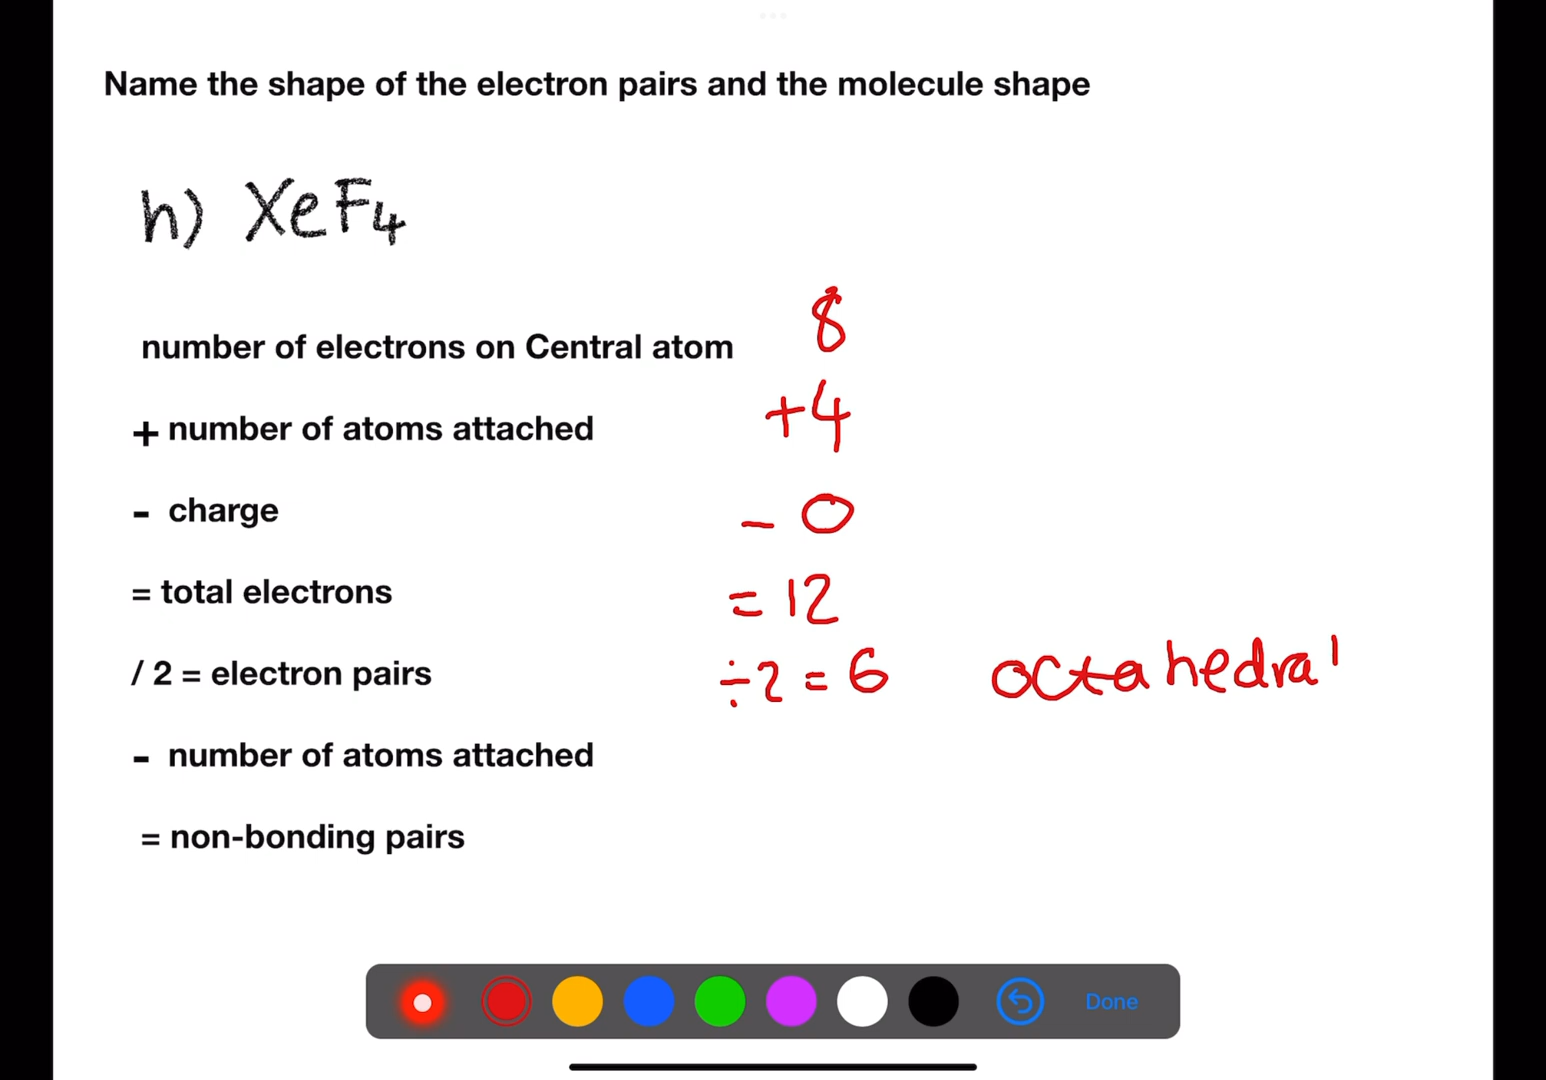 Name the shape of the electron pairs and the molecule shape
h) XeF4
number of electrons on Central atom 8
+ number of atoms attached +4
- charge - 0
= total electrons = 12
/ 2 = electron pairs ÷2 = 6 octahedral
- number of atoms attached
= non-bonding pairs
Done